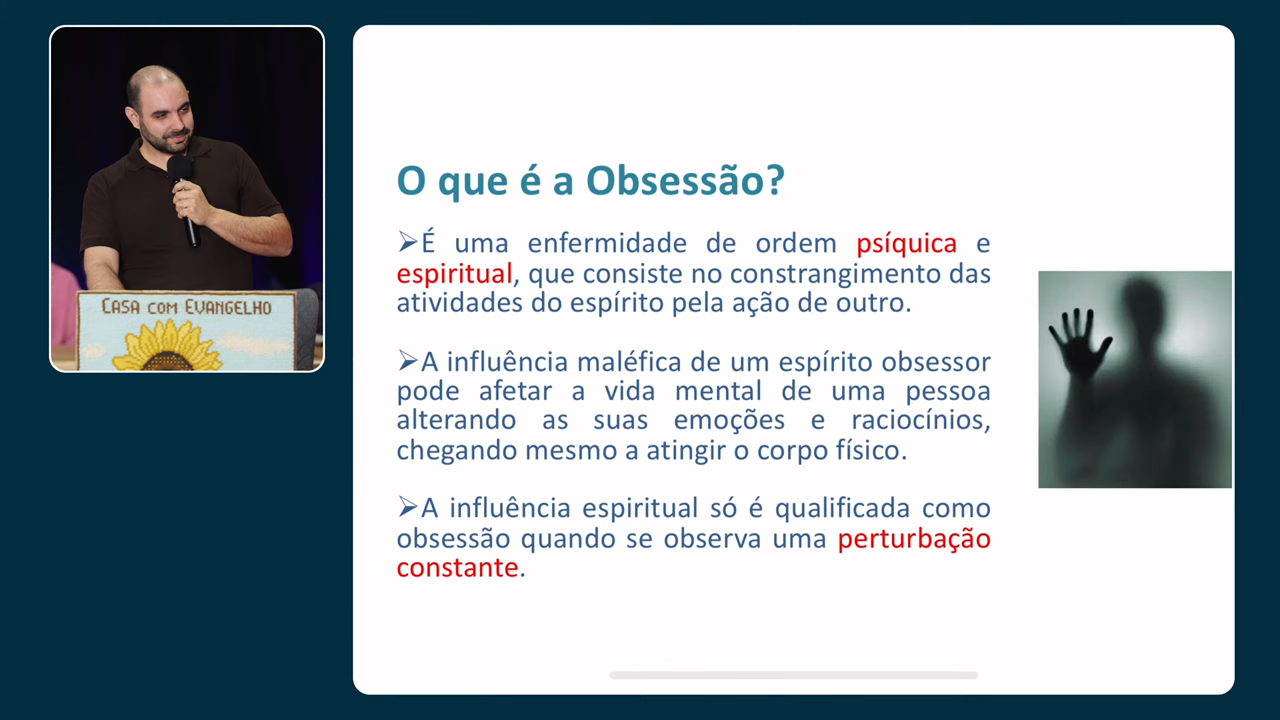 CASA COM EVANGELHO
O que é a Obsessão?
➢É uma enfermidade de ordem psíquica e
espiritual, que consiste no constrangimento das
atividades do espírito pela ação de outro.
➢A influência maléfica de um espírito obsessor
pode afetar a vida mental de uma pessoa
alterando as suas emoções e raciocínios,
chegando mesmo a atingir o corpo físico.
➢A influência espiritual só é qualificada como
obsessão quando se observa uma perturbação
constante.